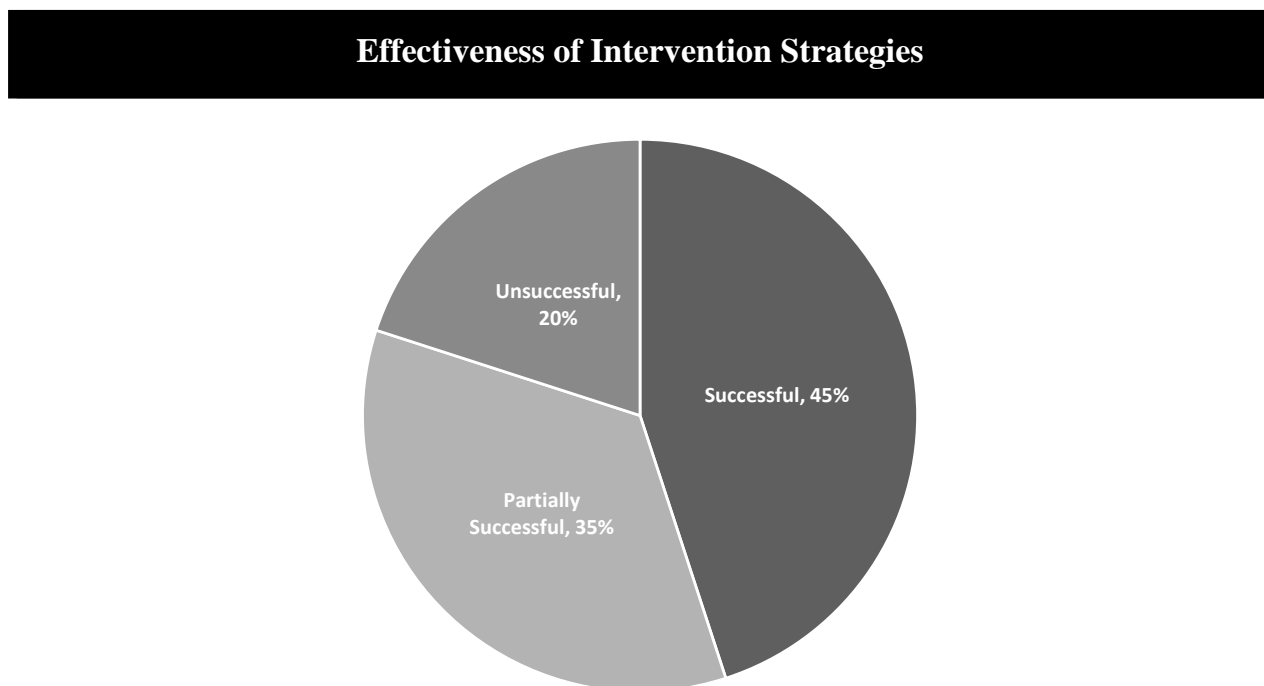 Effectiveness of Intervention Strategies
Unsuccessful,
20%
Successful, 45%
Partially
Successful, 35%